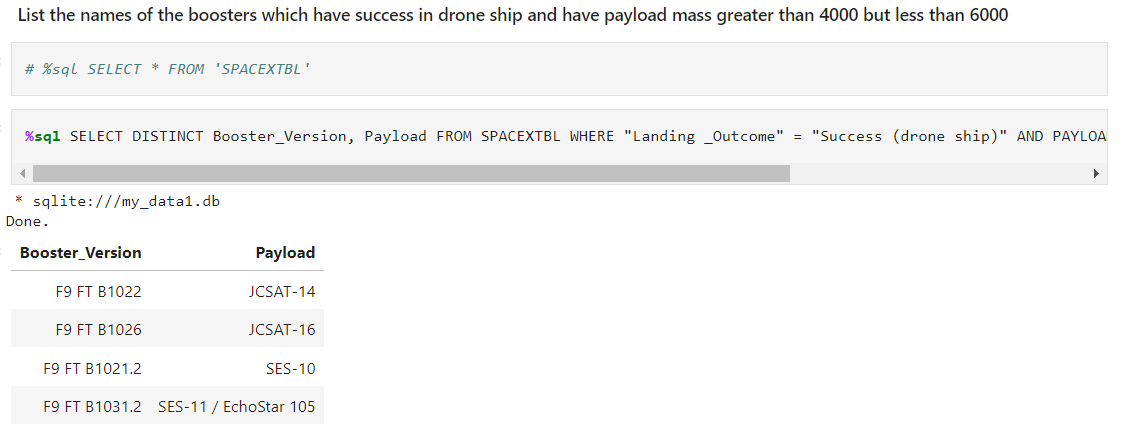 List the names of the boosters which have success in drone ship and have payload mass greater than 4000 but less than 6000
# %sql SELECT * FROM 'SPACEXTBL'
%sql SELECT DISTINCT Booster_Version, Payload FROM SPACEXTBL WHERE "Landing _Outcome" = "Success (drone ship)" AND PAYLOA
* sqlite:///my_data1.db
Done.
Booster_Version Payload
F9 FT B1022 JCSAT-14
F9 FT B1026 JCSAT-16
F9 FT B1021.2 SES-10
F9 FT B1031.2 SES-11 / EchoStar 105